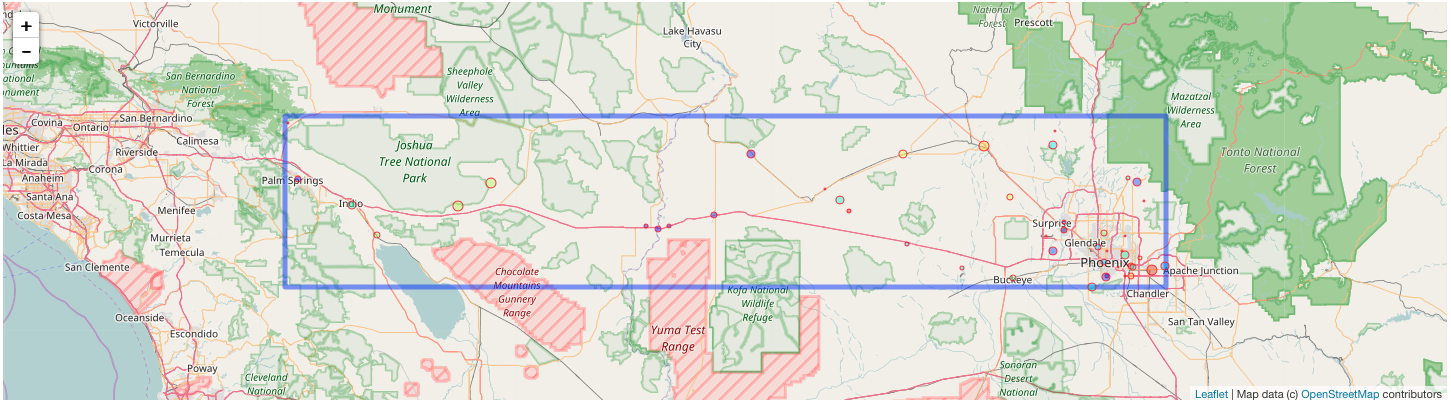 +
−
Victorville
Monument
Lake Havasu
City
National
Forest
Prescott
Sheephole
Valley
Wilderness
Area
San Bernardino
National
Forest
Mazatzal
Wilderness
Area
Tonto National
Forest
les
Covina
Ontario
San Bernardino
Whittier
Calimesa
Riverside
La Mirada
Corona
Anaheim
Santa Ana
Costa Mesa
Menifee
Murrieta
Temecula
San Clemente
Oceanside
Escondido
Poway
Cleveland
National
Joshua
Tree National
Park
Palm Springs
Indio
Chocolate
Mountains
Gunnery
Range
Yuma Test
Range
Kofa National
Wildlife
Refuge
Surprise
Glendale
Phoenix
Buckeye
Apache Junction
Chandler
San Tan Valley
Sonoran
Desert
National
Leaflet | Map data (c) OpenStreetMap contributors